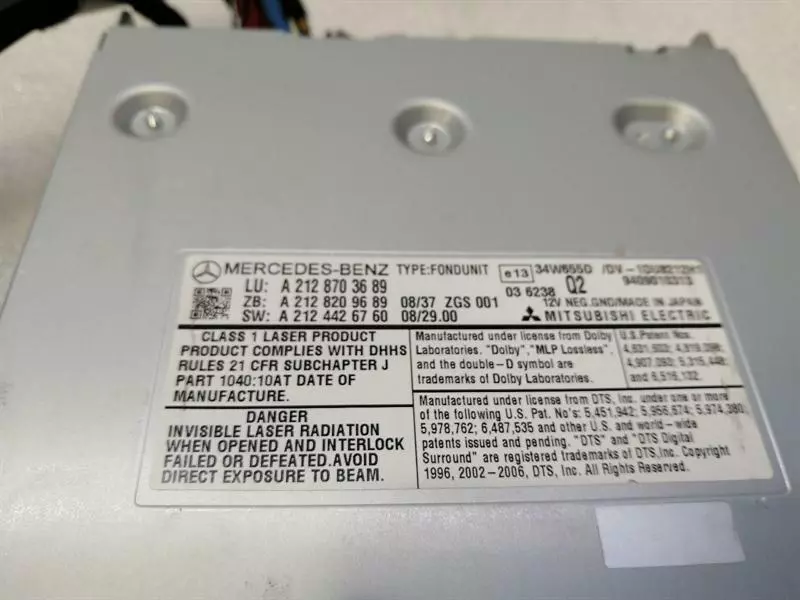 MERCEDES-BENZ TYPE:FONDUNIT e13 34W655D
LU: A 212 870 3689 03 6238 Q2 9409019313
ZB: A 212 820 9689 08/37 ZGS 001 12V NEG.GND/MADE IN JAPAN
SW: A 212 442 6760 08/29.00 MITSUBISHI ELECTRIC
CLASS 1 LASER PRODUCT
PRODUCT COMPLIES WITH DHHS
RULES 21 CFR SUBCHAPTER J
PART 1040:10AT DATE OF
MANUFACTURE.
Manufactured under license from Dolby
Laboratories. "Dolby","MLP Lossless".
and the double-D symbol are
trademarks of Dolby Laboratories.
U.S.Patent Nos.
and 6,516,132
DANGER
INVISIBLE LASER RADIATION
WHEN OPENED AND INTERLOCK
FAILED OR DEFEATED.AVOID
DIRECT EXPOSURE TO BEAM.
Manufactured under license from DTS, Inc. under one or more
of the following U.S. Pat. No's: 5,451,942; 5,956,674; 5,974,380;
5,978,762; 6,487,535 and other U.S. and world-wide
patents issued and pending. "DTS" and "DTS Digital
Surround" are registered trademarks of DTS,Inc. Copyright
1996, 2002-2006, DTS, Inc. All Rights Reserved.